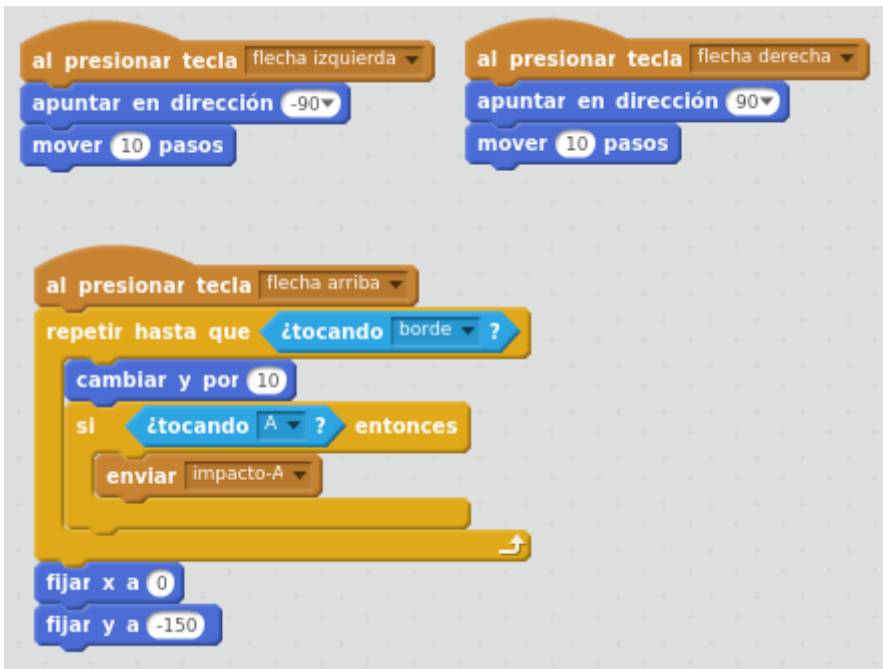 al presionar tecla flecha izquierda
apuntar en dirección -90
mover 10 pasos
al presionar tecla flecha derecha
apuntar en dirección 90
mover 10 pasos
al presionar tecla flecha arriba
repetir hasta que ¿tocando borde ?
cambiar y por 10
si ¿tocando A ? entonces
enviar impacto-A
fijar x a 0
fijar y a -150